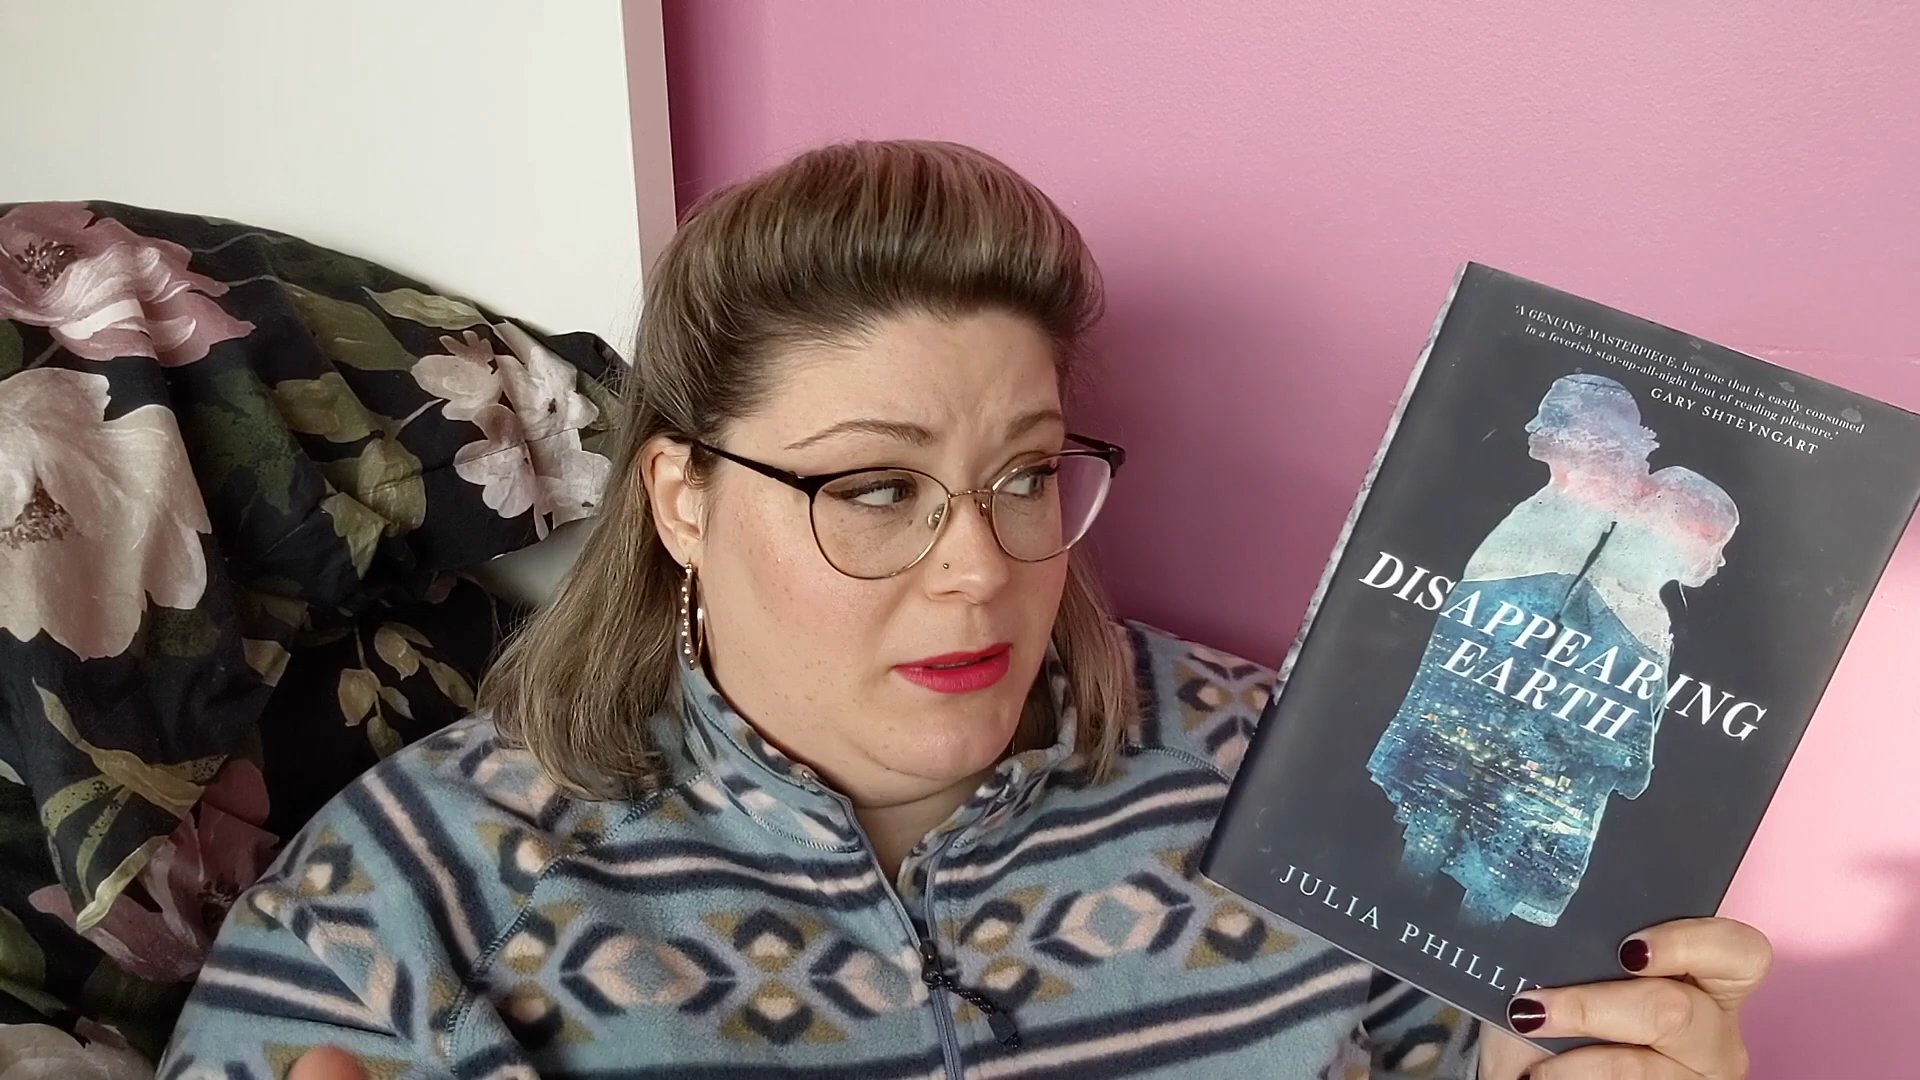 'A GENUINE MASTERPIECE, but one that is easily consumed
in a feverish stay-up-all-night bout of reading pleasure.'
GARY SHTEYNGART
DISAPPEARING
EARTH
JULIA PHILLI